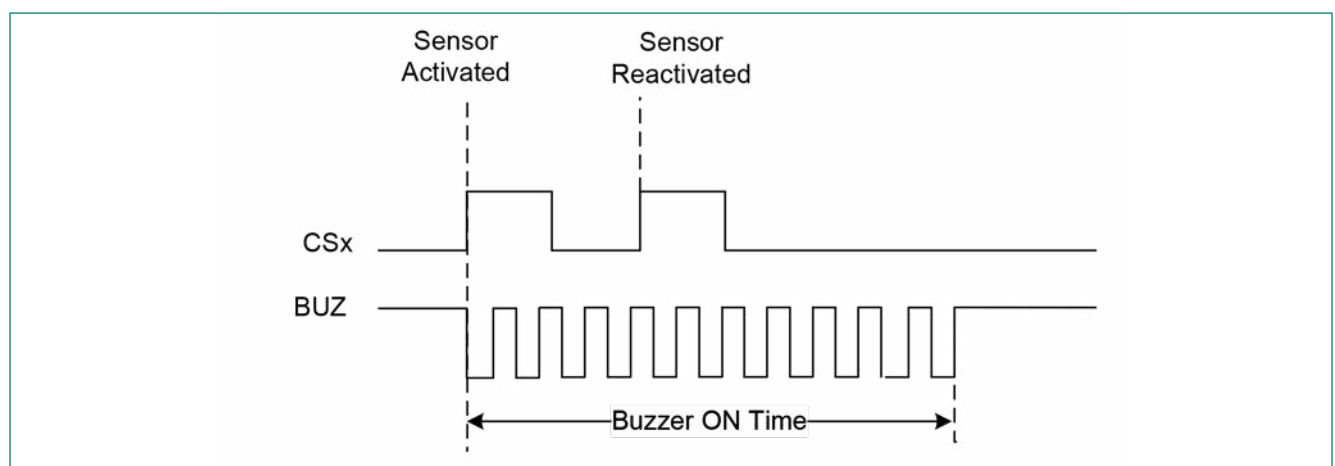 Sensor
Activated
Sensor
Reactivated
CSx
BUZ
Buzzer ON Time